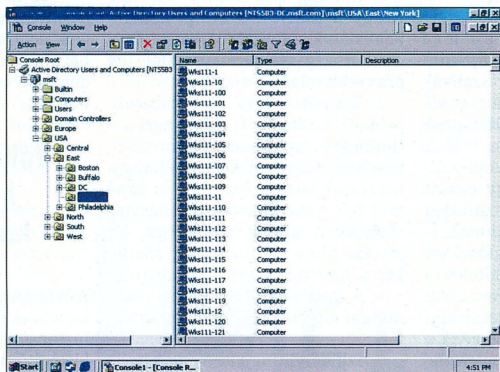 Active Directory Users and Computers [NT5SB3-DC.msft.com]\msft\USA\East\New York]
Console Window Help
Action View
Console Root
Active Directory Users and Computers [NT5SB3
msft
Builtin
Computers
Users
Domain Controllers
Europe
USA
Central
East
Boston
Buffalo
DC
Philadelphia
North
South
West
Name Type Description
Wks111-1 Computer
Wks111-10 Computer
Wks111-100 Computer
Wks111-101 Computer
Wks111-102 Computer
Wks111-103 Computer
Wks111-104 Computer
Wks111-105 Computer
Wks111-106 Computer
Wks111-107 Computer
Wks111-108 Computer
Wks111-109 Computer
Wks111-11 Computer
Wks111-110 Computer
Wks111-111 Computer
Wks111-112 Computer
Wks111-113 Computer
Wks111-114 Computer
Wks111-115 Computer
Wks111-116 Computer
Wks111-117 Computer
Wks111-118 Computer
Wks111-119 Computer
Wks111-12 Computer
Wks111-120 Computer
Wks111-121 Computer
Start Console1 - [Console R... 4:51 PM